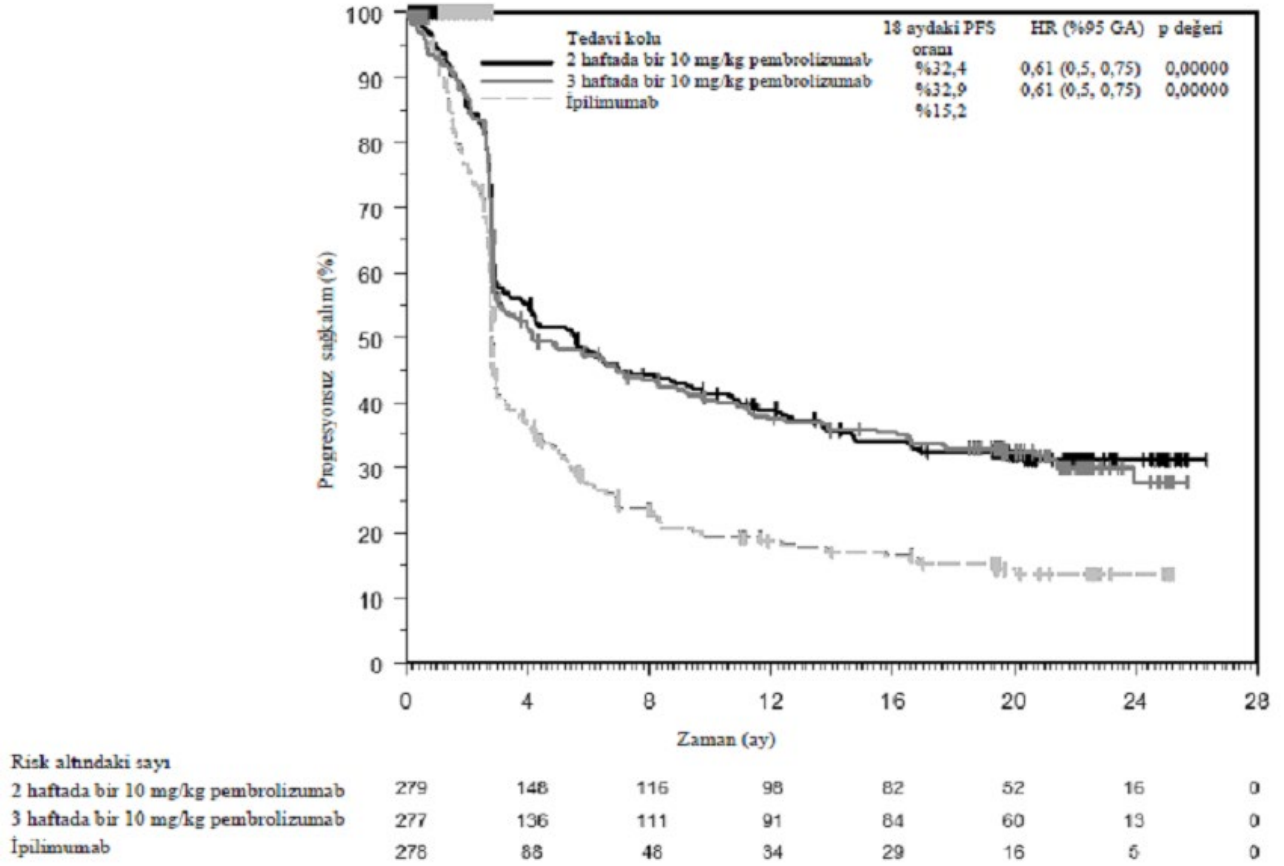 Tedavi kolu
2 haftada bir 10 mg/kg pembrolizumab
3 haftada bir 10 mg/kg pembrolizumab
İpilimumab
18 aydaki PFS oranı HR (%95 GA) p değeri
%32,4 0,61 (0,5, 0,75) 0,00000
%32,9 0,61 (0,5, 0,75) 0,00000
%15,2
Progresyonsuz sağkalım (%)
100
90
80
70
60
50
40
30
20
10
0
0 4 8 12 16 20 24 28
Zaman (ay)
Risk altındaki sayı
2 haftada bir 10 mg/kg pembrolizumab 279 148 116 98 82 52 16 0
3 haftada bir 10 mg/kg pembrolizumab 277 136 111 91 84 60 13 0
İpilimumab 278 88 48 34 29 16 5 0